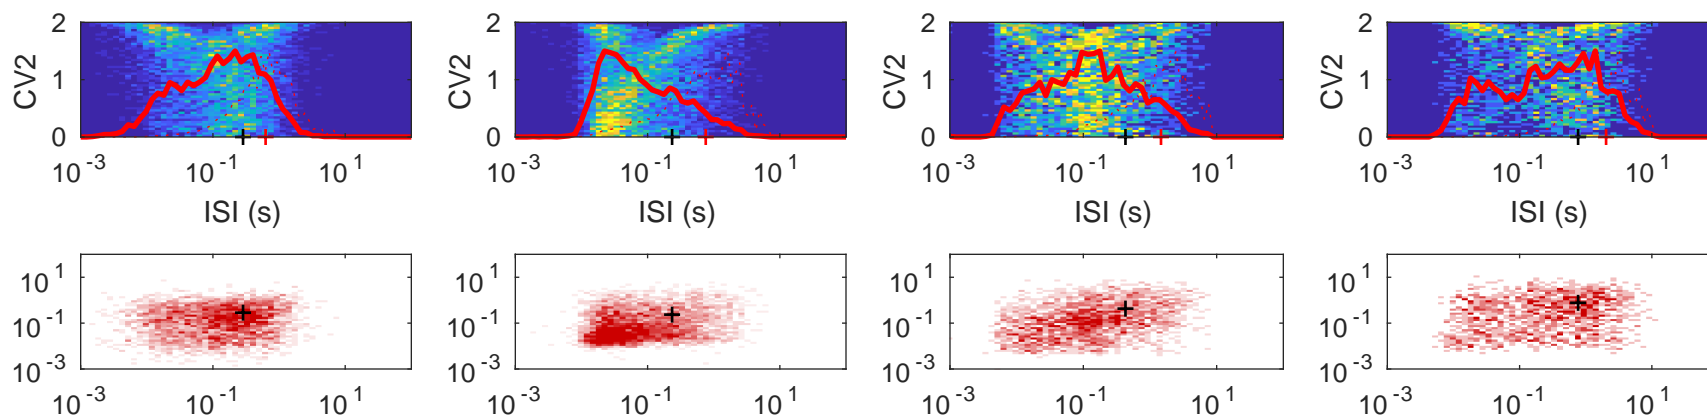 2 2 2 2
CV2 CV2 CV2 CV2
1 1 1 1
0 0 0 0
10^-3 10^-1 10^1 10^-3 10^-1 10^1 10^-3 10^-1 10^1 10^-3 10^-1 10^1
ISI (s) ISI (s) ISI (s) ISI (s)
10^1 10^1 10^1 10^1
10^-1 10^-1 10^-1 10^-1
10^-3 10^-3 10^-3 10^-3
10^-3 10^-1 10^1 10^-3 10^-1 10^1 10^-3 10^-1 10^1 10^-3 10^-1 10^1